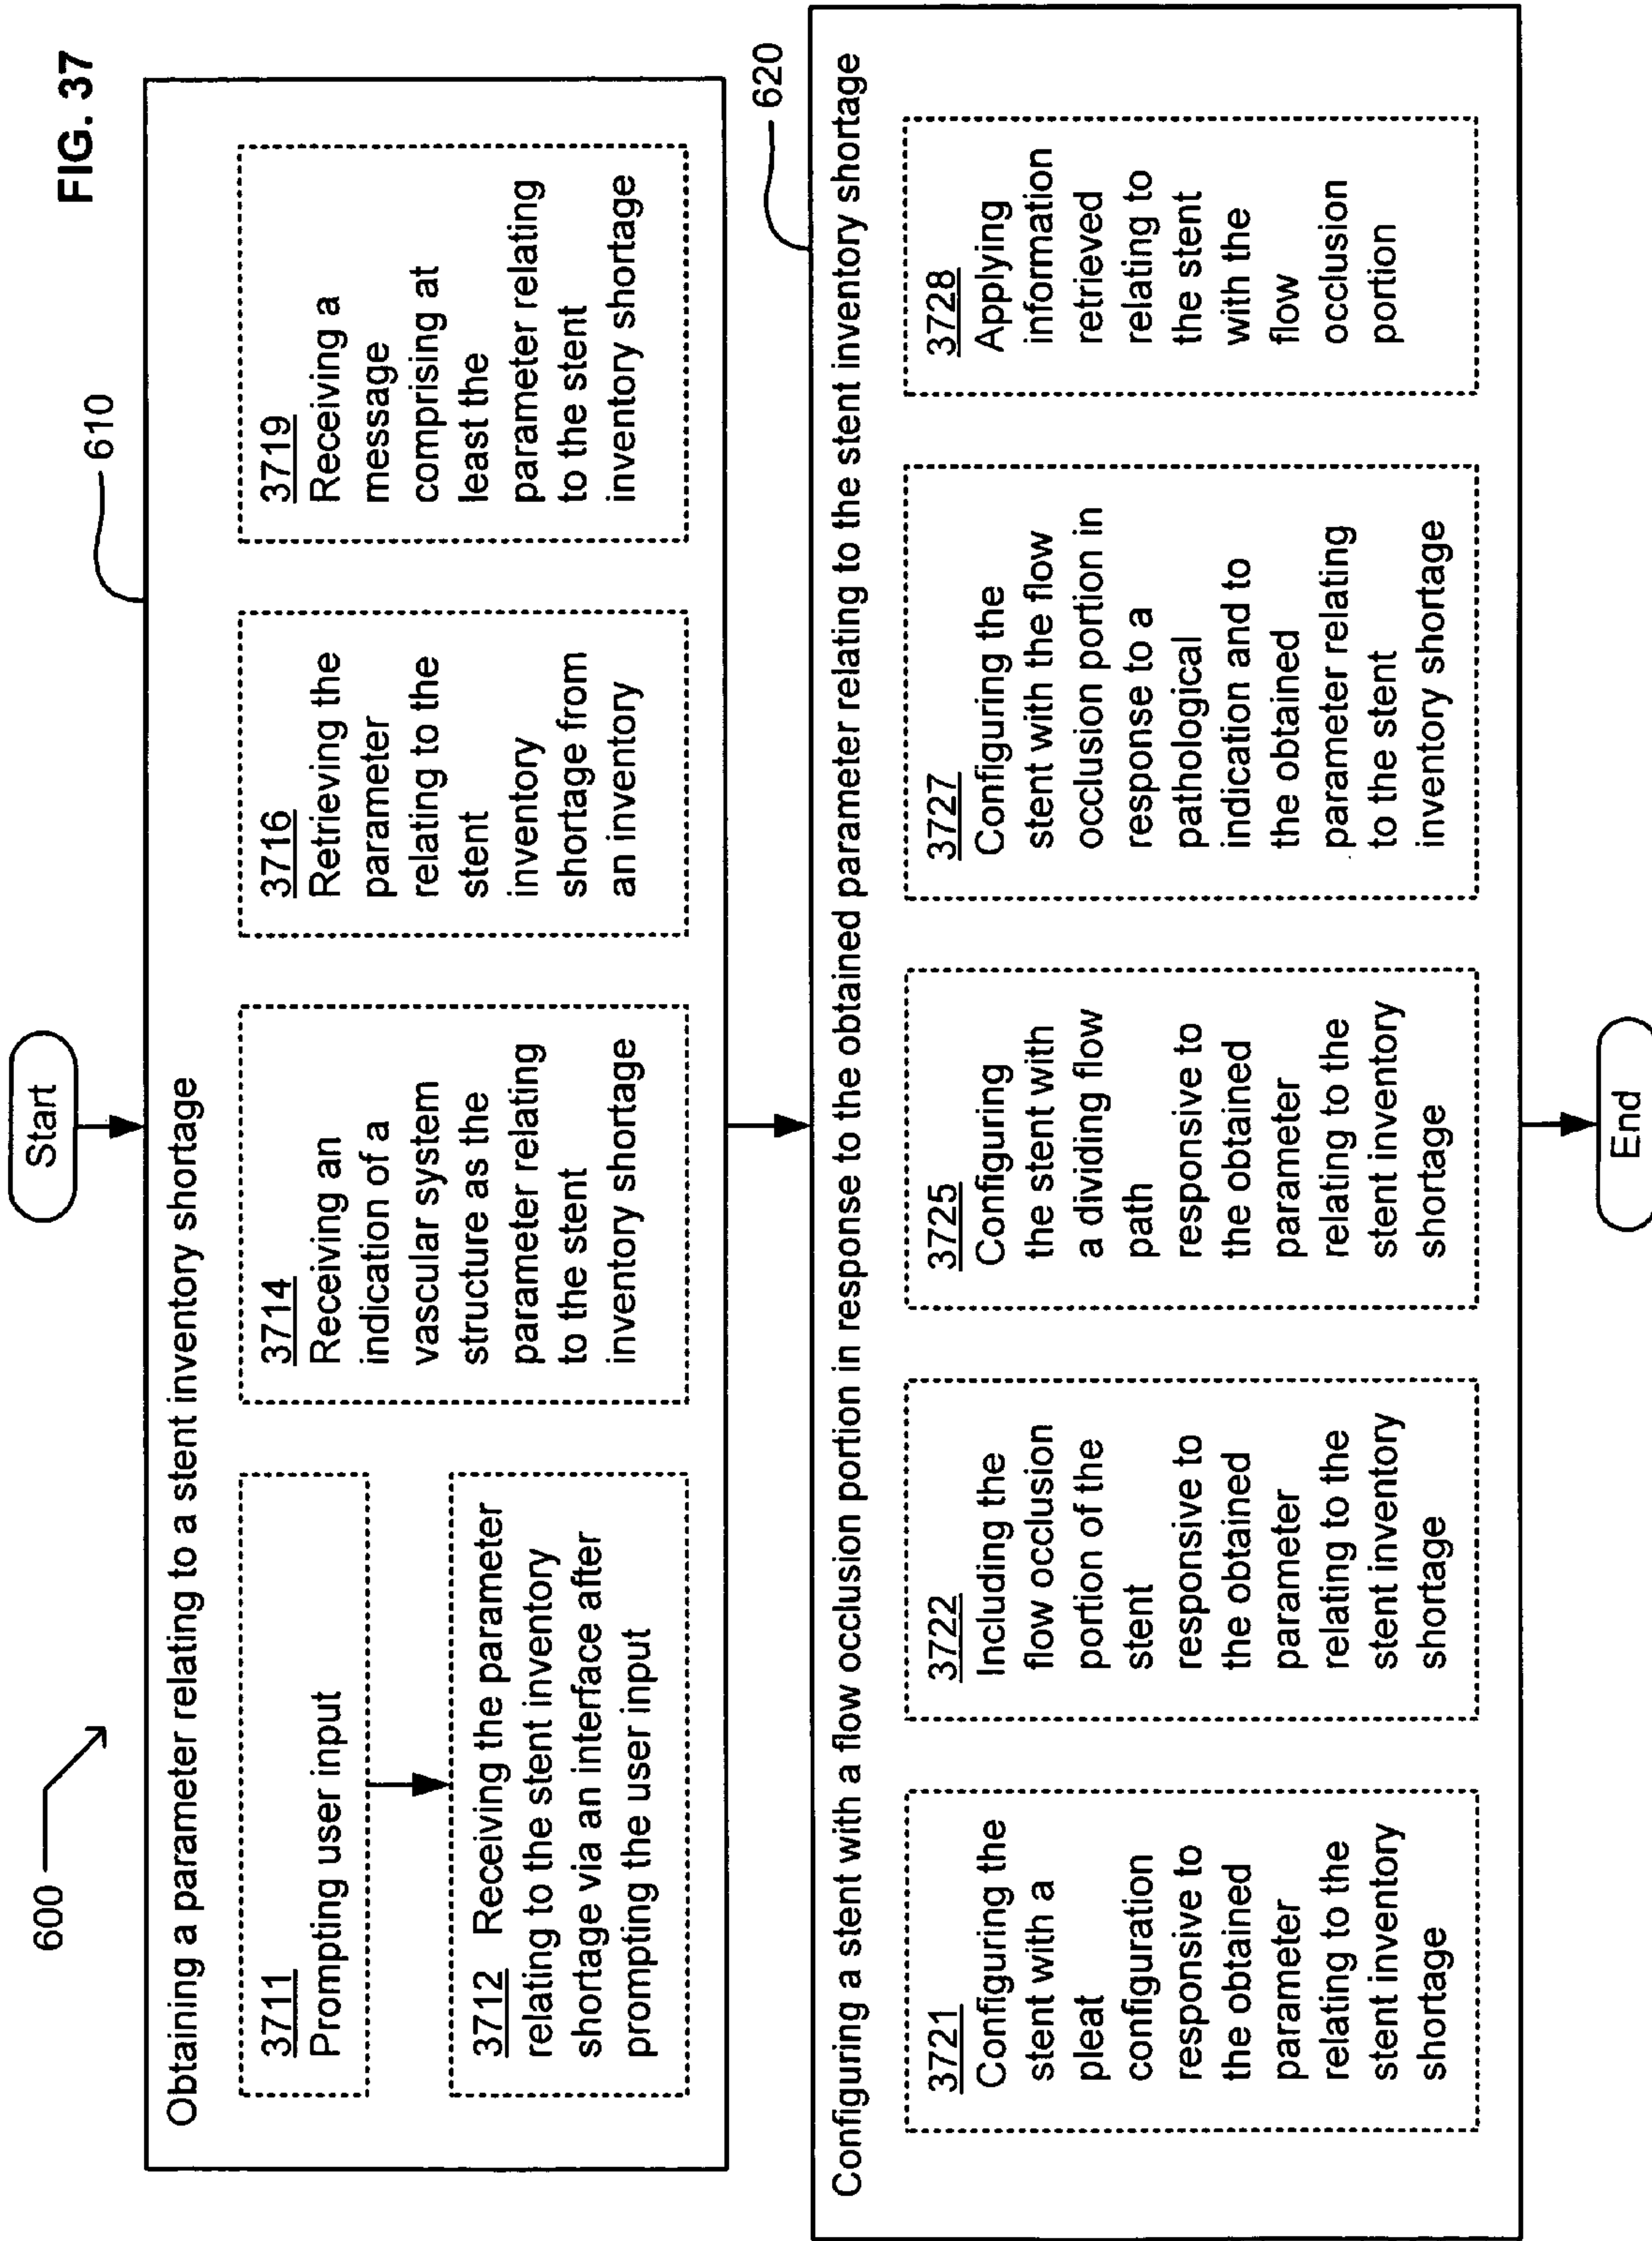 FIG. 37
600
Start
610
Obtaining a parameter relating to a stent inventory shortage
3711
Prompting user input
3712 Receiving the parameter
relating to the stent inventory
shortage via an interface after
prompting the user input
3714
Receiving an
indication of a
vascular system
structure as the
parameter relating
to the stent
inventory shortage
3716
Retrieving the
parameter
relating to the
stent
inventory
shortage from
an inventory
3719
Receiving a
message
comprising at
least the
parameter relating
to the stent
inventory shortage
620
Configuring a stent with a flow occlusion portion in response to the obtained parameter relating to the stent inventory shortage
3721
Configuring the
stent with a
pleat
configuration
responsive to
the obtained
parameter
relating to the
stent inventory
shortage
3722
Including the
flow occlusion
portion of the
stent
responsive to
the obtained
parameter
relating to the
stent inventory
shortage
3725
Configuring
the stent with
a dividing flow
path
responsive to
the obtained
parameter
relating to the
stent inventory
shortage
3727
Configuring the
stent with the flow
occlusion portion in
response to a
pathological
indication and to
the obtained
parameter relating
to the stent
inventory shortage
3728
Applying
information
retrieved
relating to
the stent
with the
flow
occlusion
portion
End